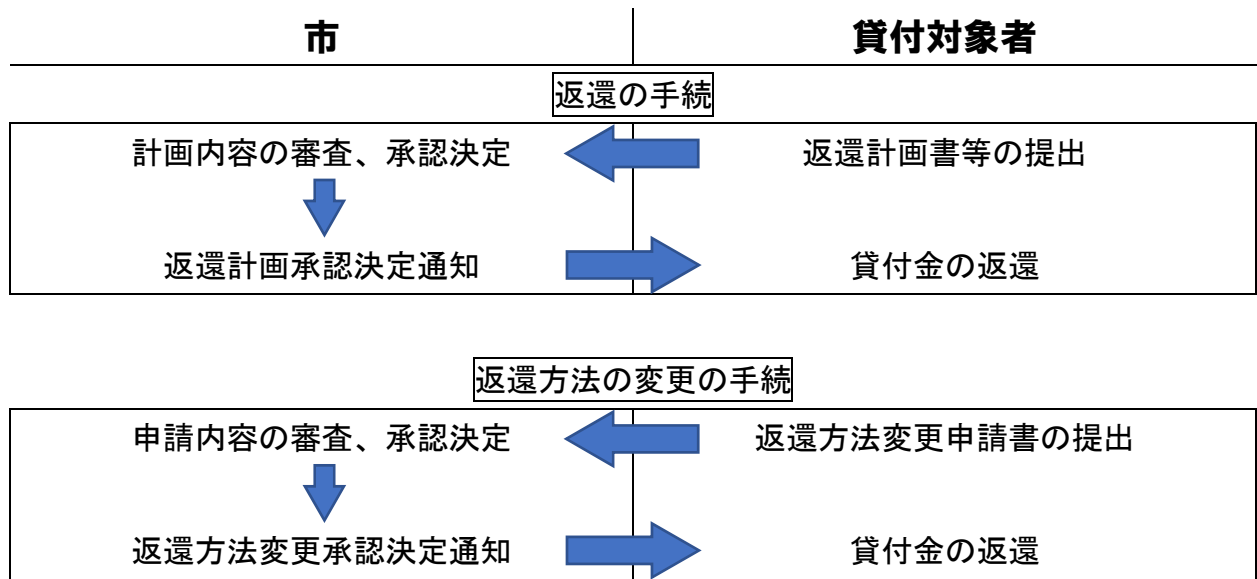 市 貸付対象者
返還の手続
計画内容の審査、承認決定 返還計画書等の提出
返還計画承認決定通知 貸付金の返還
返還方法の変更の手続
申請内容の審査、承認決定 返還方法変更申請書の提出
返還方法変更承認決定通知 貸付金の返還